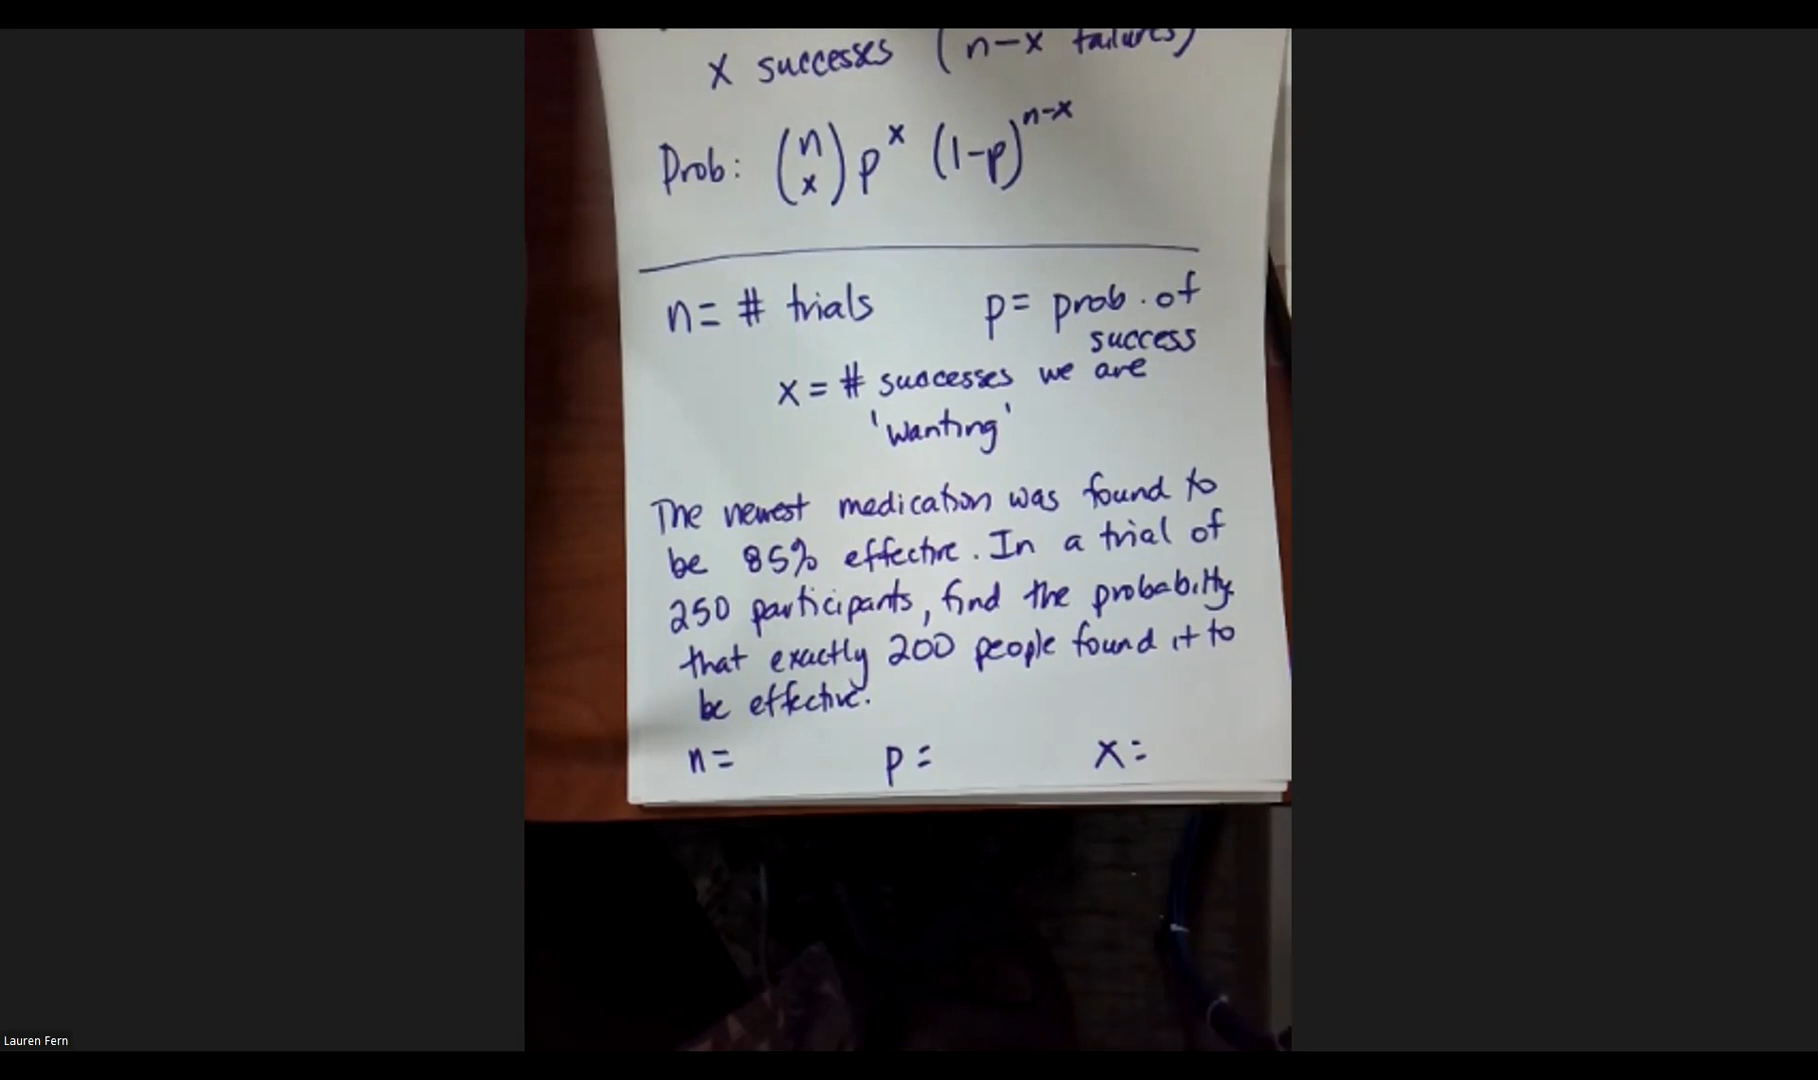 x successes (n-x failures)
Prob: (n x) p^x (1-p)^n-x
n = # trials p = prob. of success
x = # successes we are
'wanting'
The newest medication was found to
be 85% effective. In a trial of
250 participants, find the probability
that exactly 200 people found it to
be effective.
n = p = x =
Lauren Fern